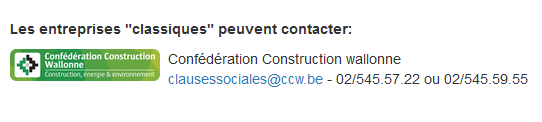 Les entreprises "classiques" peuvent contacter:
Confédération Construction
Wallonne
Construction, énergie & environnement
Confédération Construction wallonne
clausessociales@ccw.be - 02/545.57.22 ou 02/545.59.55